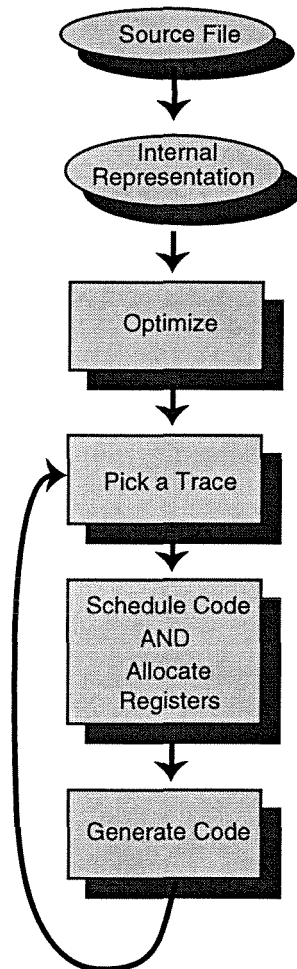 Source File
Internal
Representation
Optimize
Pick a Trace
Schedule Code
AND
Allocate
Registers
Generate Code